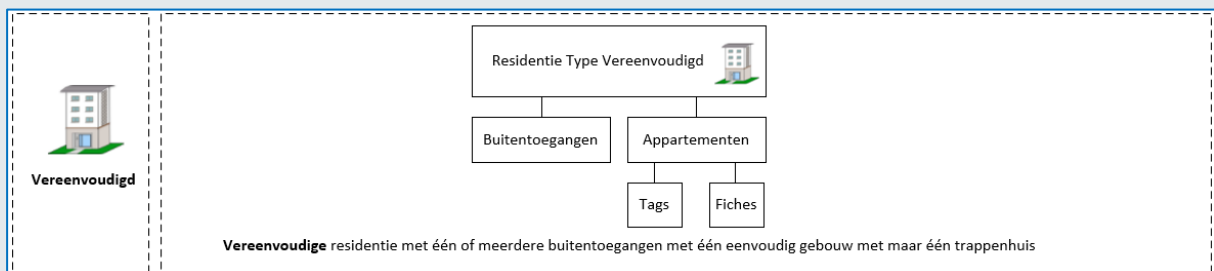 Residentie Type Vereenvoudigd
Buitentoegangen
Appartementen
Vereenvoudigd
Tags
Fiches
Vereenvoudige residentie met één of meerdere buitentoegangen met één eenvoudig gebouw met maar één trappenhuis